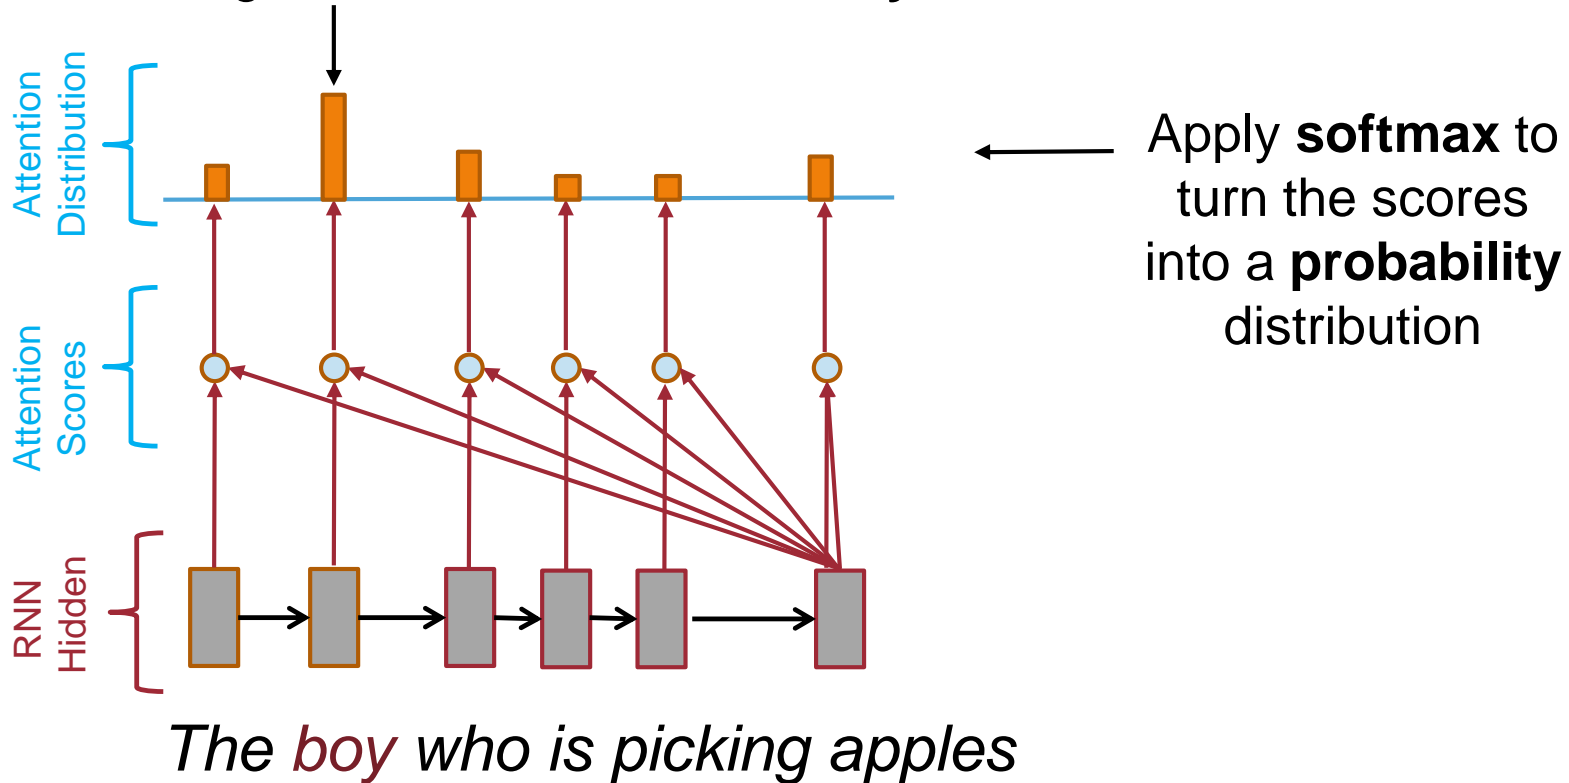 Attention
Distribution
Apply softmax to
turn the scores
into a probability
distribution
Attention
Scores
RNN
Hidden
The boy who is picking apples